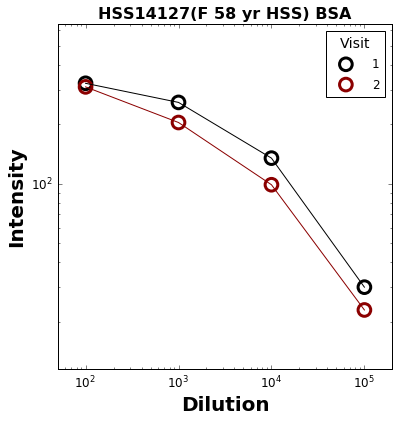 HSS14127(F 58 yr HSS) BSA
Visit
1
2
Intensity
10²
10² 10³ 10⁴ 10⁵
Dilution